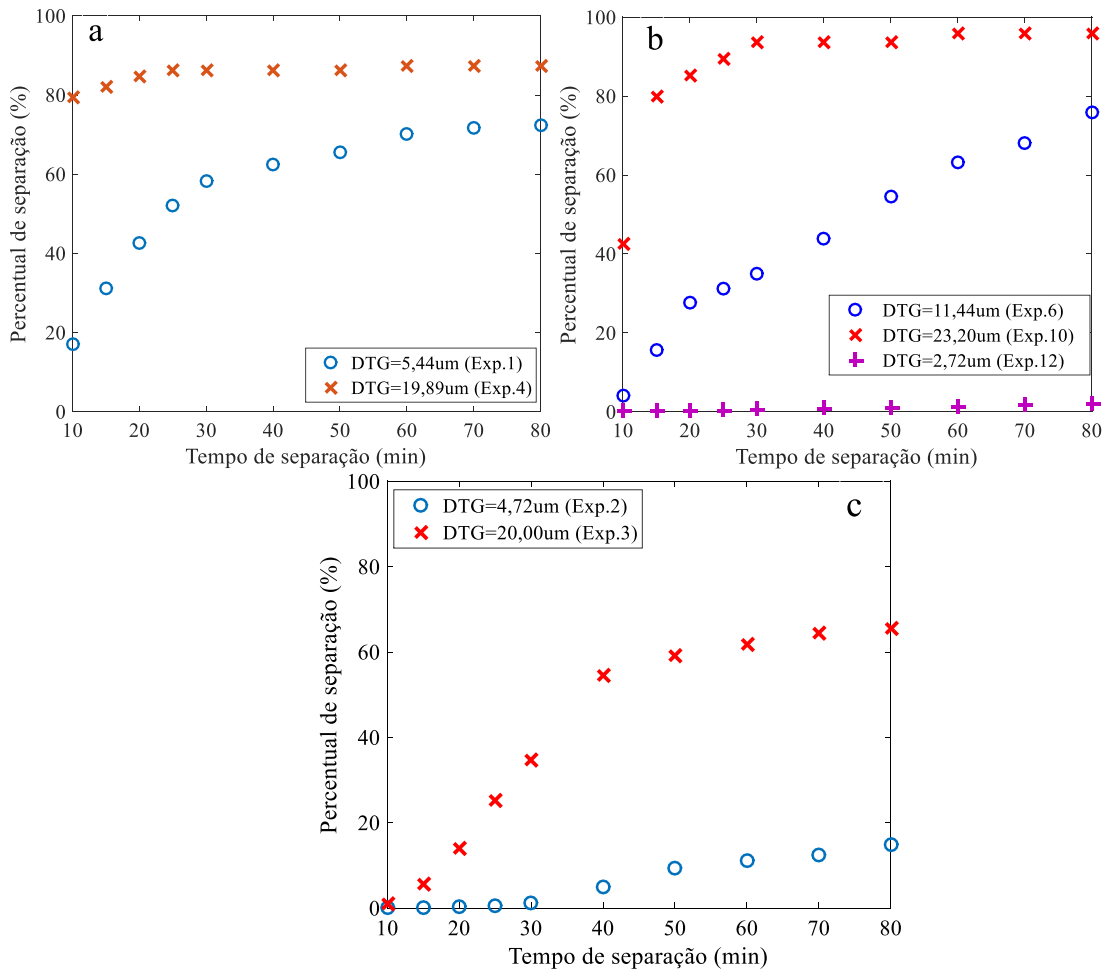 a
Percentual de separação (%)
100
80
60
40
20
0
DTG=5,44um (Exp.1)
DTG=19,89um (Exp.4)
10 20 30 40 50 60 70 80
Tempo de separação (min)
b
Percentual de separação (%)
100
80
60
40
20
0
DTG=11,44um (Exp.6)
DTG=23,20um (Exp.10)
DTG=2,72um (Exp.12)
10 20 30 40 50 60 70 80
Tempo de separação (min)
c
Percentual de separação (%)
100
80
60
40
20
0
DTG=4,72um (Exp.2)
DTG=20,00um (Exp.3)
10 20 30 40 50 60 70 80
Tempo de separação (min)